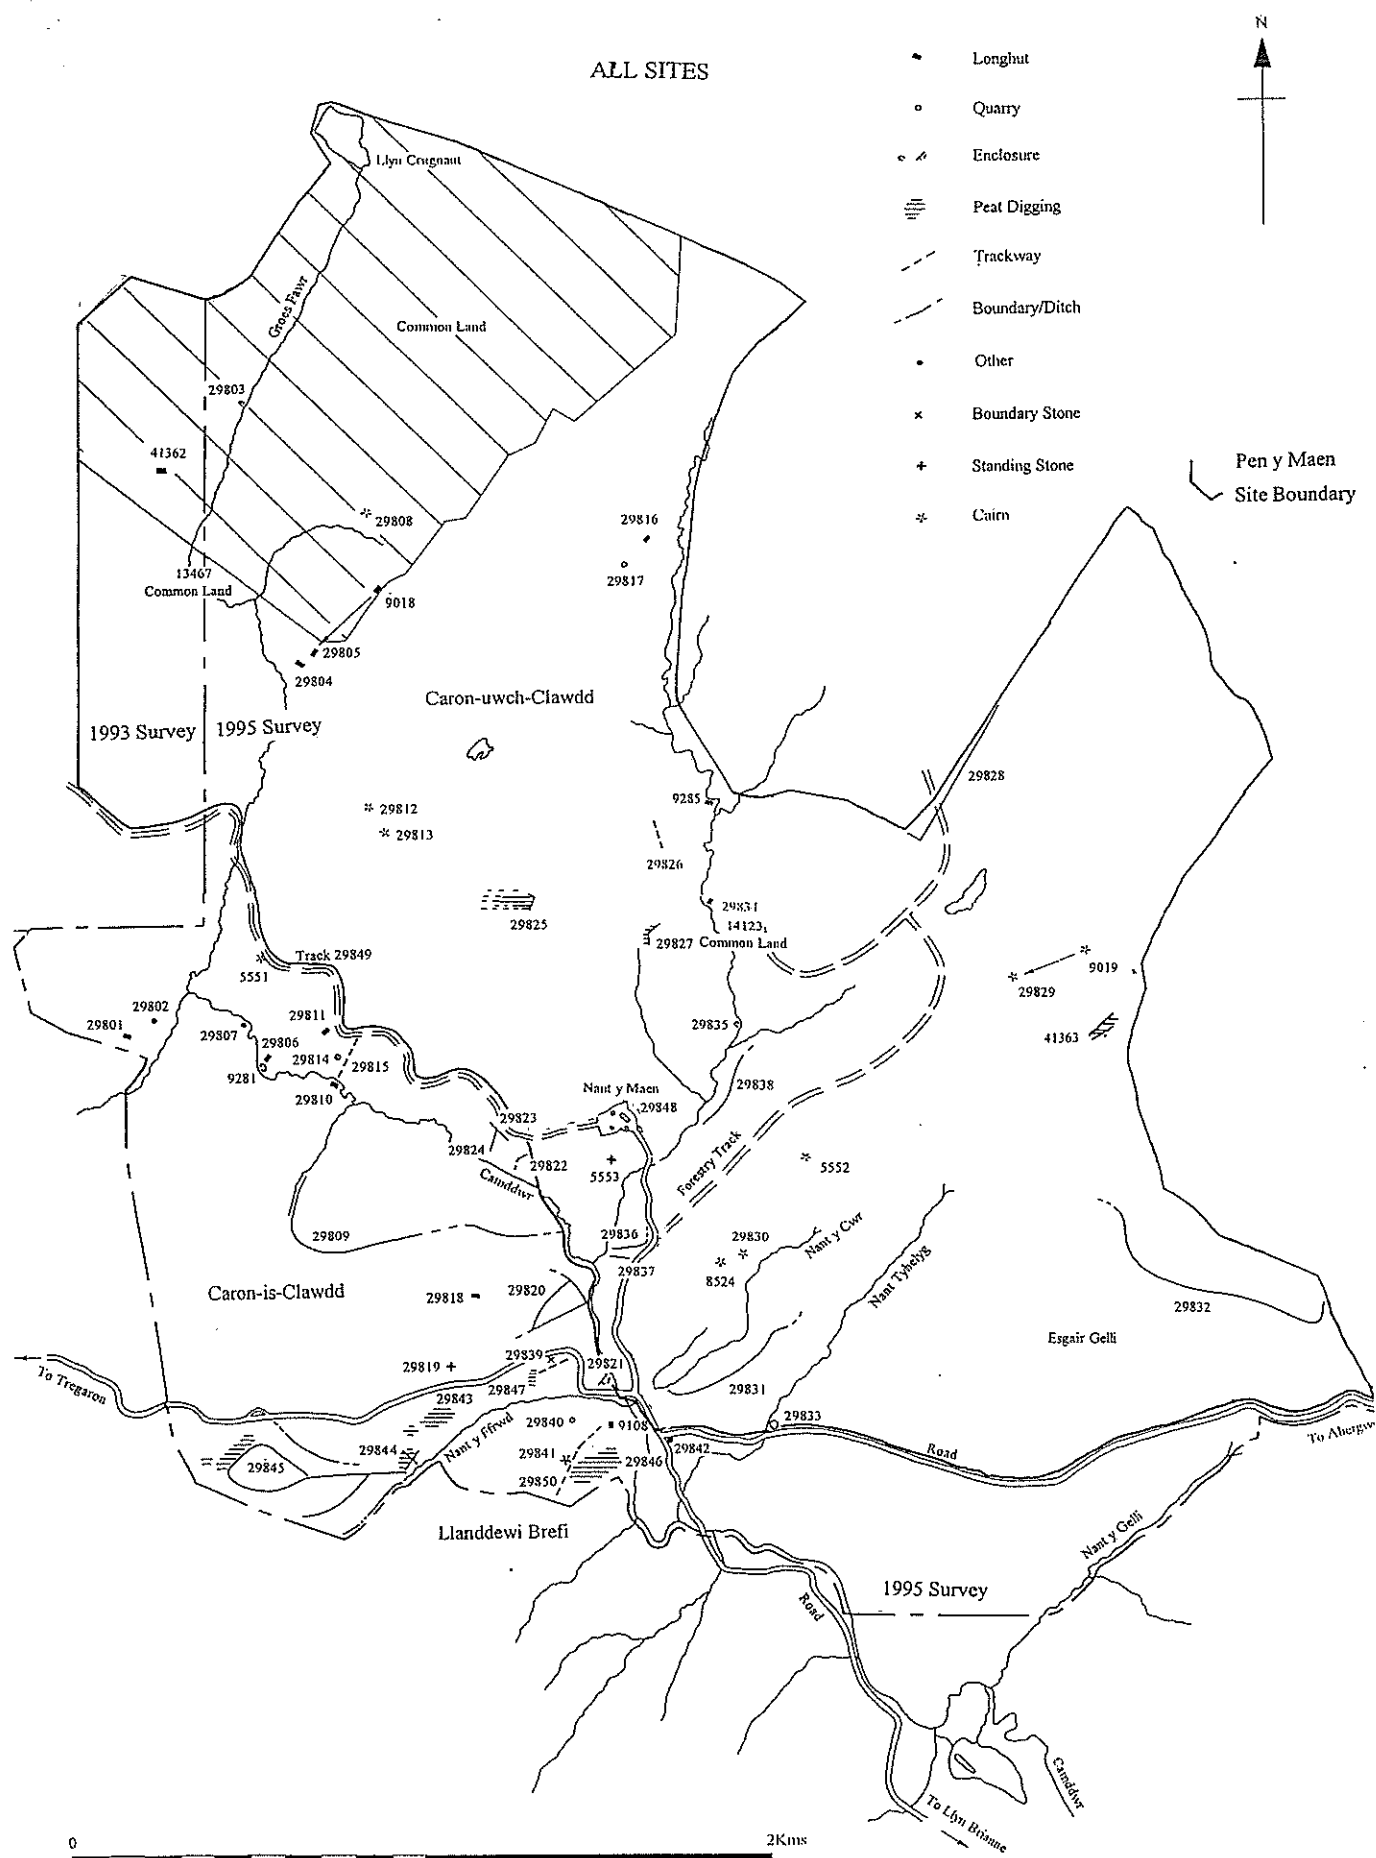 N
ALL SITES
Longhut
Quarry
Enclosure
Peat Digging
Trackway
Boundary/Ditch
Other
Boundary Stone
Standing Stone
Cairn
Pen y Maen
Site Boundary
Llyn Crugnant
Groes Fawr
Common Land
29803
41362
29808
29816
13467
Common Land
29817
9018
29805
29804
Caron-uwch-Clawdd
1993 Survey
1995 Survey
29828
9285
29812
29813
29826
29825
29834
14123
Common Land
29827
Track 29849
5551
9019
29829
29802
29801
29811
29807
29835
41363
29806
29814
29815
9281
29810
29838
Nant y Maen
29848
29823
29824
29822
5553
Forestry Track
5552
Camddwr
29809
29836
29830
Nant y Cwr
29837
8524
Nant Tyhelyg
Caron-is-Clawdd
29818
29820
29832
Esgair Gelli
To Tregaron
29819
29839
29821
29843
29847
29831
29840
9108
29833
Nant y Ffrwd
29842
Road
29844
29841
29846
29845
29850
Llanddewi Brefi
Nant y Gelli
1995 Survey
Road
Camddwr
To Llyn Brianne
0
2Kms